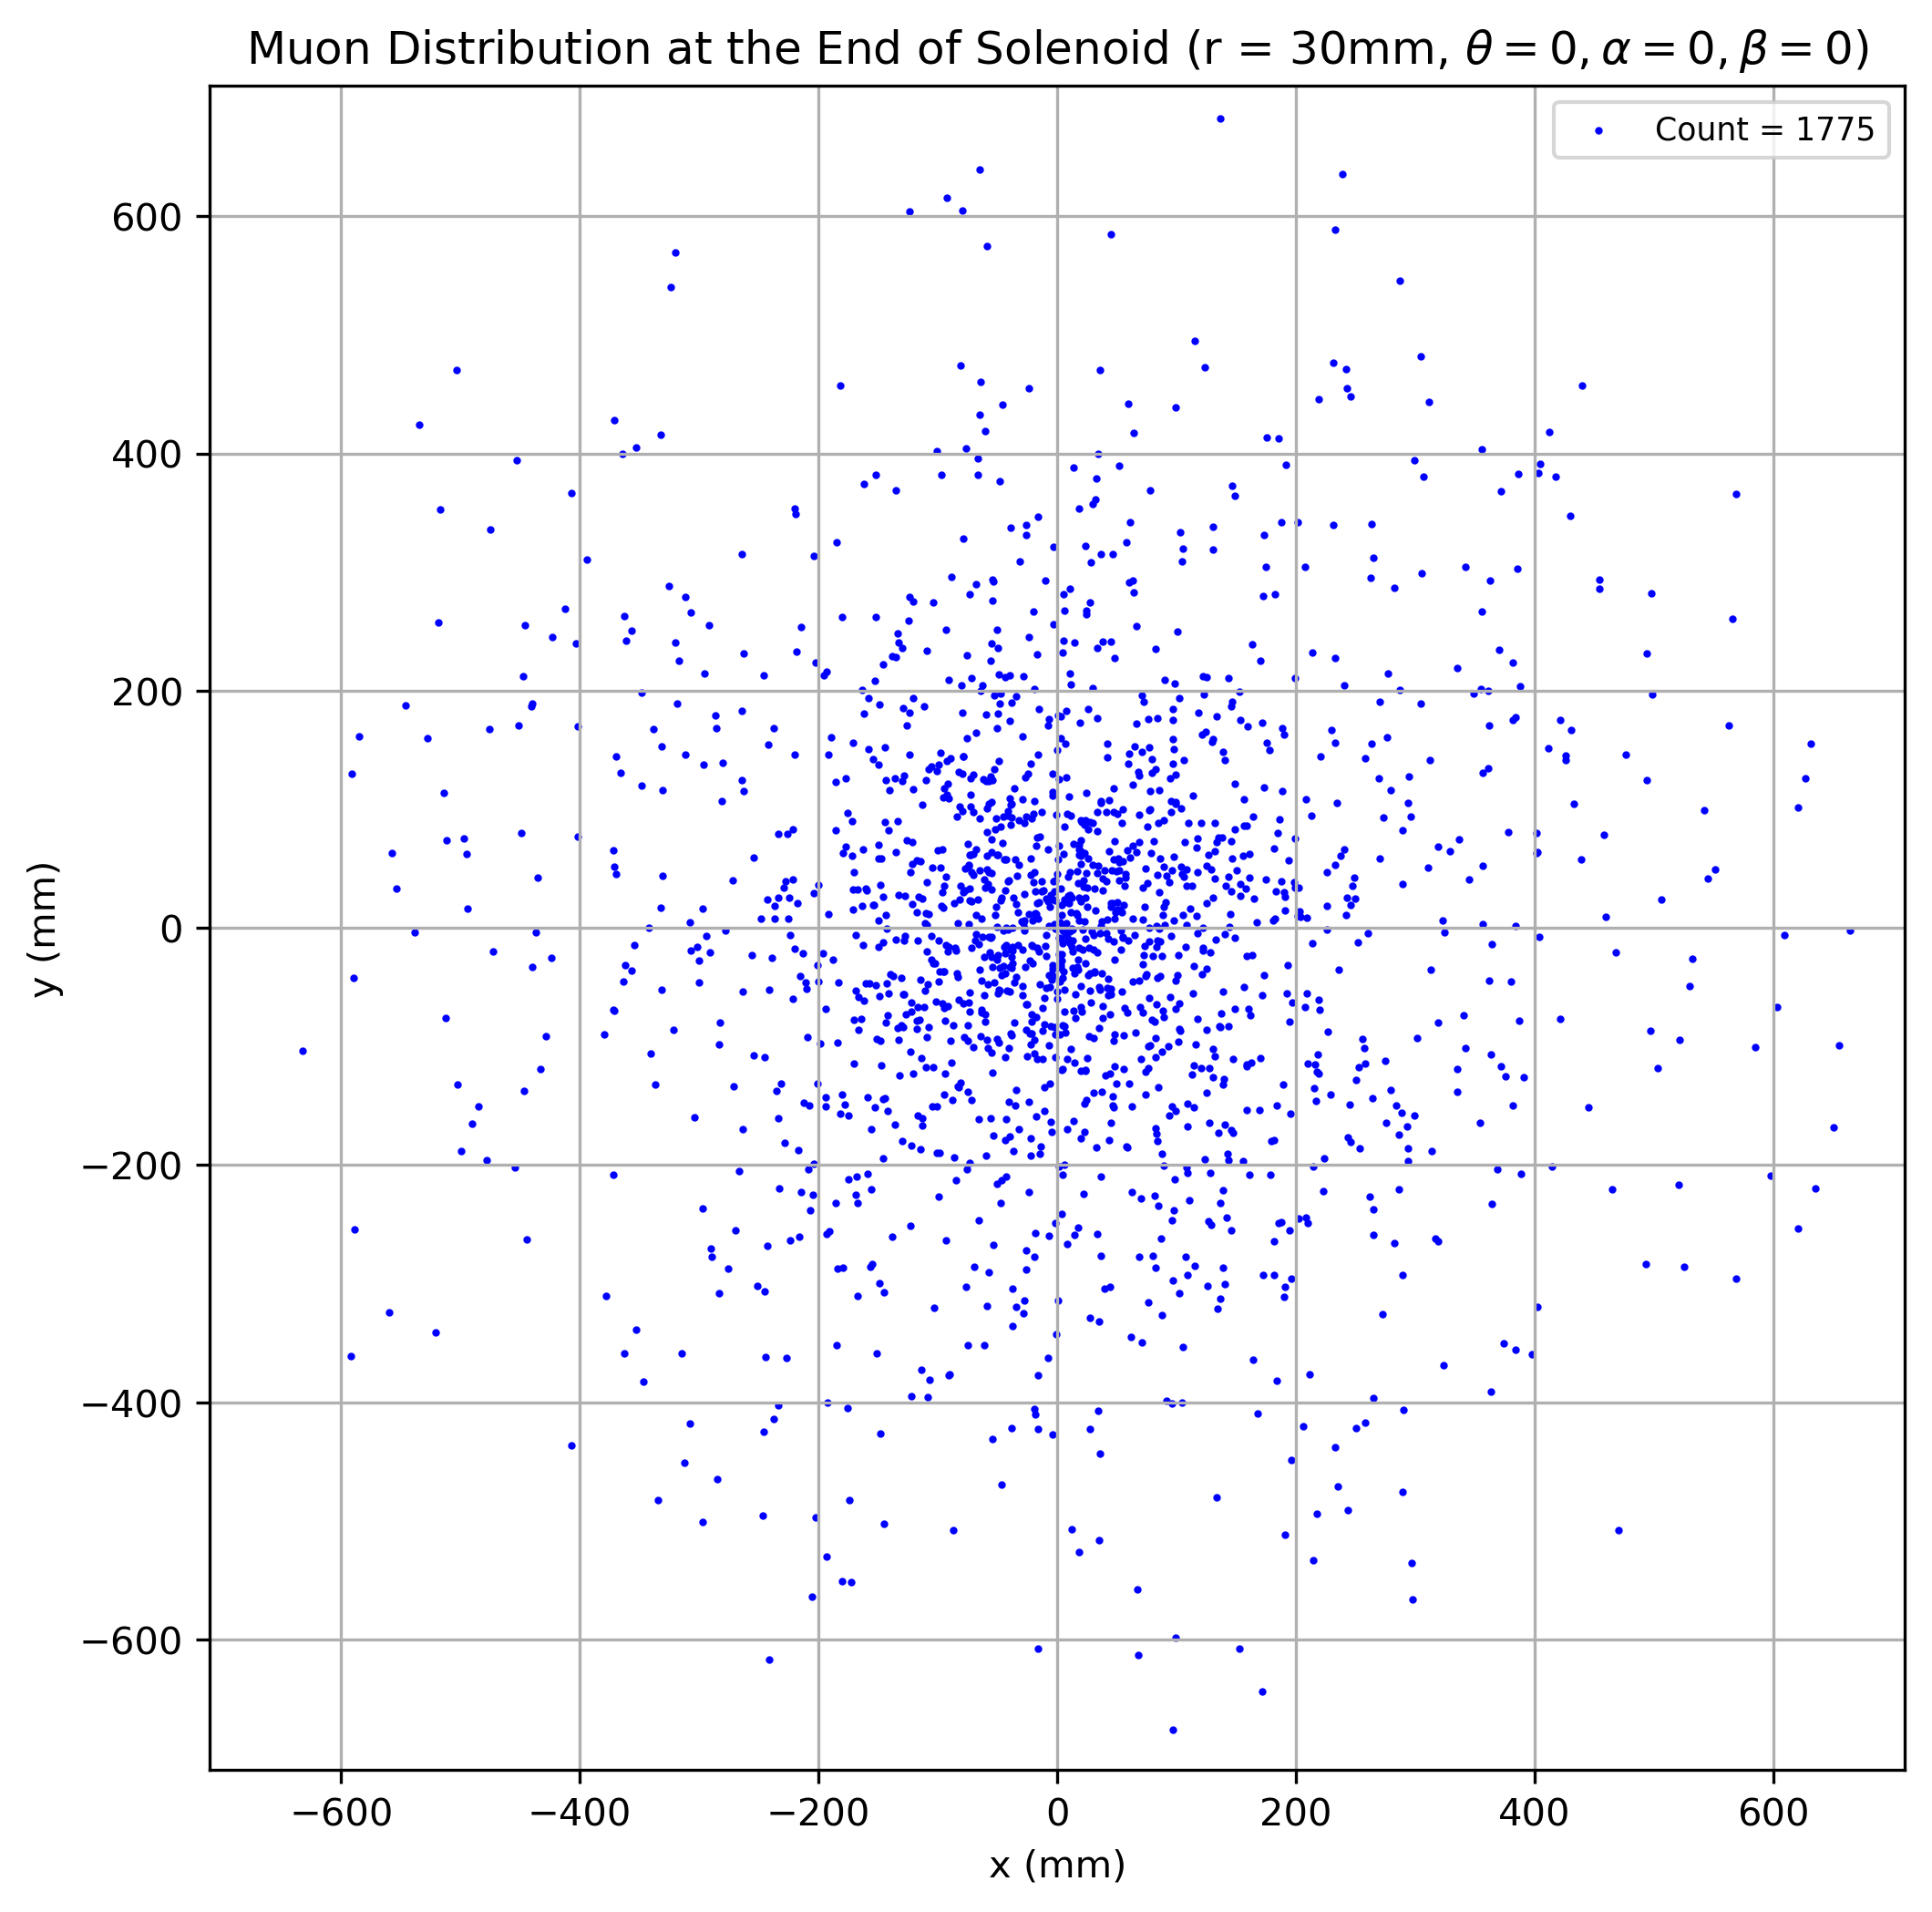 Muon Distribution at the End of Solenoid (r = 30mm, θ = 0, α = 0, β = 0)
Count = 1775
600
400
200
0
−200
−400
−600
y (mm)
−600 −400 −200 0 200 400 600
x (mm)